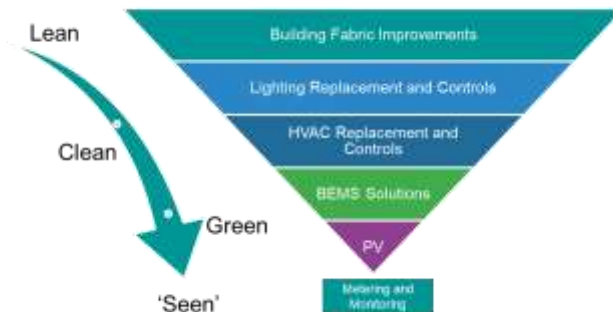 Lean
Building Fabric Improvements
Lighting Replacement and Controls
HVAC Replacement and
Controls
Clean
BEMS Solutions
Green
PV
Metering and
Monitoring
‘Seen’